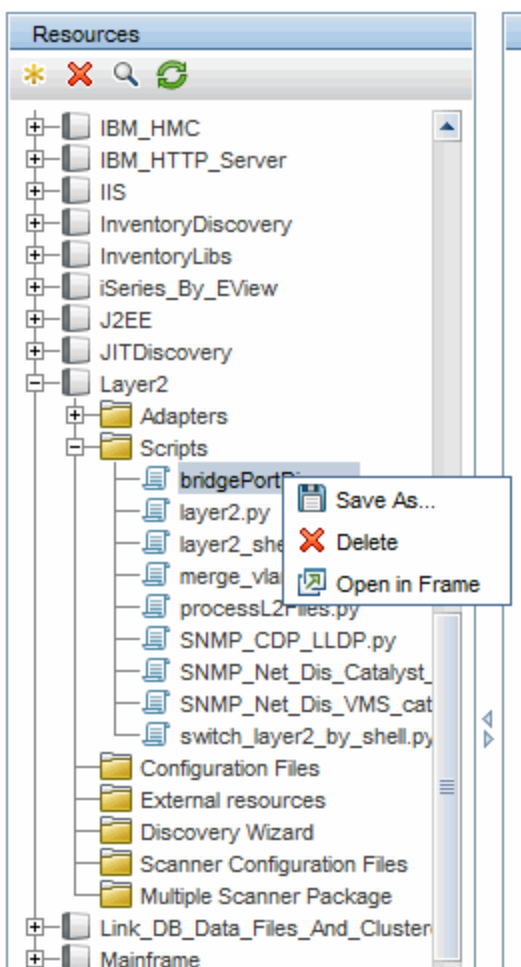 Resources
IBM_HMC
IBM_HTTP_Server
IIS
InventoryDiscovery
InventoryLibs
iSeries_By_EView
J2EE
JITDiscovery
Layer2
Adapters
Scripts
bridgePort
Save As...
layer2.py
layer2_she
Delete
merge_vla
Open in Frame
processL2Files.py
SNMP_CDP_LLDP.py
SNMP_Net_Dis_Catalyst_
SNMP_Net_Dis_VMS_cat
switch_layer2_by_shell.py
Configuration Files
External resources
Discovery Wizard
Scanner Configuration Files
Multiple Scanner Package
Link_DB_Data_Files_And_Cluster
Mainframe